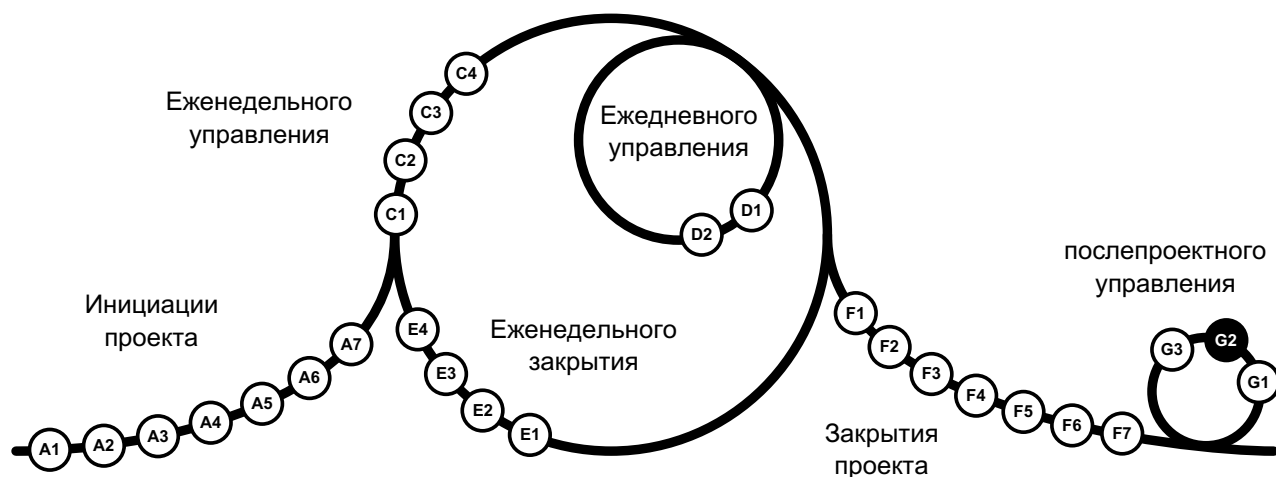 Еженедельного
управления
C4
C3
C2
C1
Ежедневного
управления
D1
D2
послепроектного
управления
Инициации
проекта
A1
A2
A3
A4
A5
A6
A7
Еженедельного
закрытия
E4
E3
E2
E1
F1
F2
F3
F4
F5
F6
F7
Закрытия
проекта
G3
G2
G1